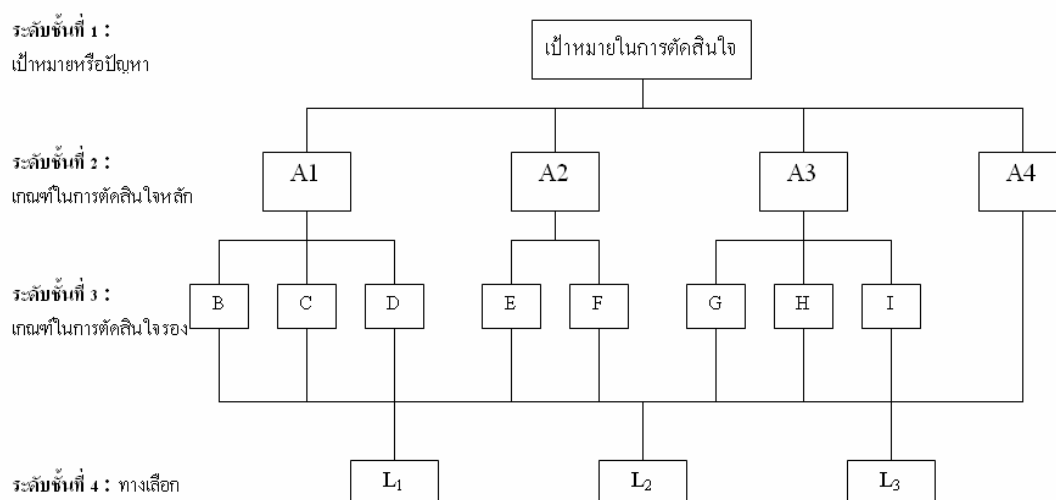 ระดับชั้นที่ 1 :
เป้าหมายหรือปัญหา
เป้าหมายในการตัดสินใจ
ระดับชั้นที่ 2 :
เกณฑ์ในการตัดสินใจหลัก
A1 A2 A3 A4
ระดับชั้นที่ 3 :
เกณฑ์ในการตัดสินใจรอง
B C D E F G H I
ระดับชั้นที่ 4 : ทางเลือก
L1 L2 L3